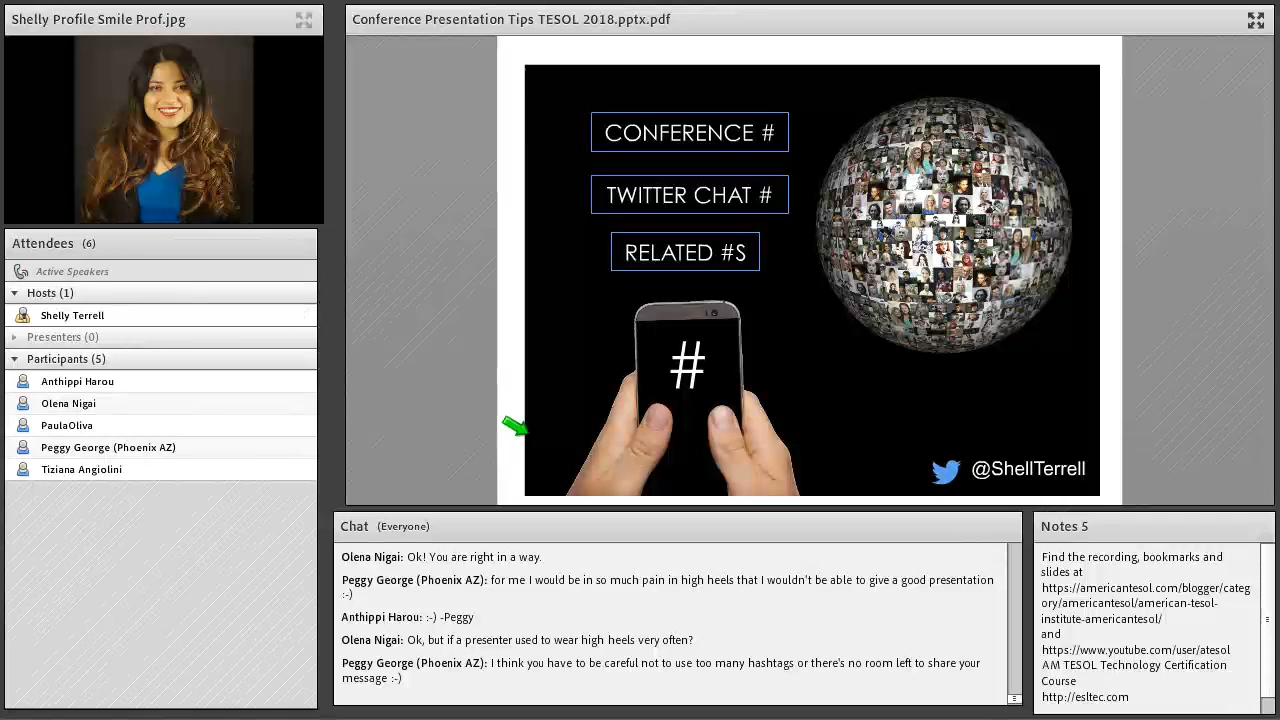 Shelly Profile Smile Prof.jpg
Attendees (6)
Active Speakers
Hosts (1)
Shelly Terrell
Presenters (0)
Participants (5)
Anthippi Harou
Olena Nigai
PaulaOliva
Peggy George (Phoenix AZ)
Tiziana Angiolini
Conference Presentation Tips TESOL 2018.pptx.pdf
CONFERENCE #
TWITTER CHAT #
RELATED #S
#
@ShellTerrell
Chat (Everyone)
Olena Nigai: Ok! You are right in a way.
Peggy George (Phoenix AZ): for me I would be in so much pain in high heels that I wouldn't be able to give a good presentation
:-)
Anthippi Harou: :-) -Peggy
Olena Nigai: Ok, but if a presenter used to wear high heels very often?
Peggy George (Phoenix AZ): I think you have to be careful not to use too many hashtags or there's no room left to share your
message :-)
Notes 5
Find the recording, bookmarks and
slides at
https://americantesol.com/blogger/categ
ory/americantesol/american-tesol-
institute-americantesol/
and
https://www.youtube.com/user/atesol
AM TESOL Technology Certification
Course
http://esltec.com